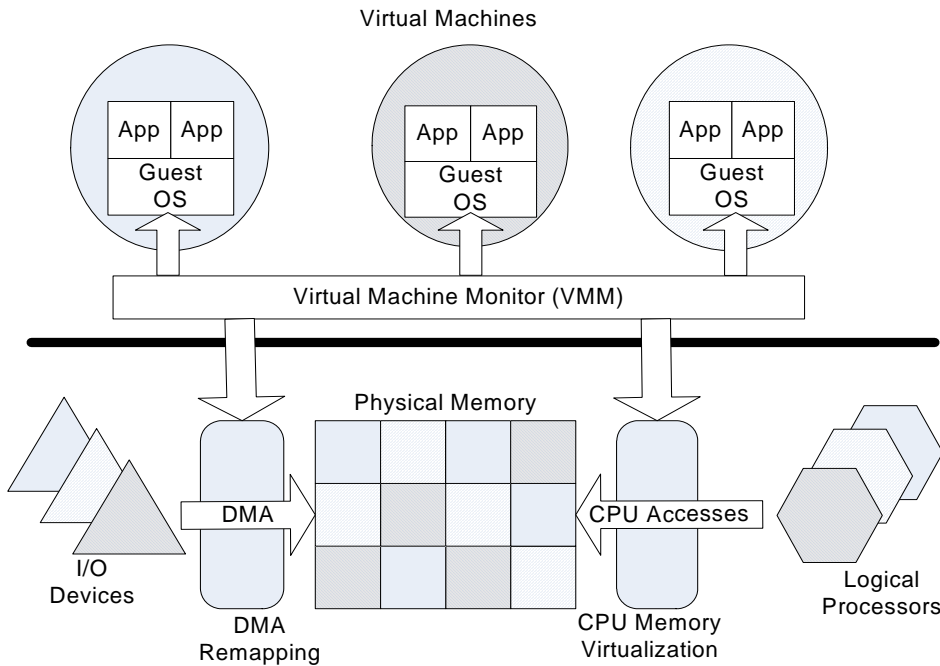 Virtual Machines
App App
Guest
OS
App App
Guest
OS
App App
Guest
OS
Virtual Machine Monitor (VMM)
Physical Memory
DMA
CPU Accesses
I/O
Devices
DMA
Remapping
CPU Memory
Virtualization
Logical
Processors